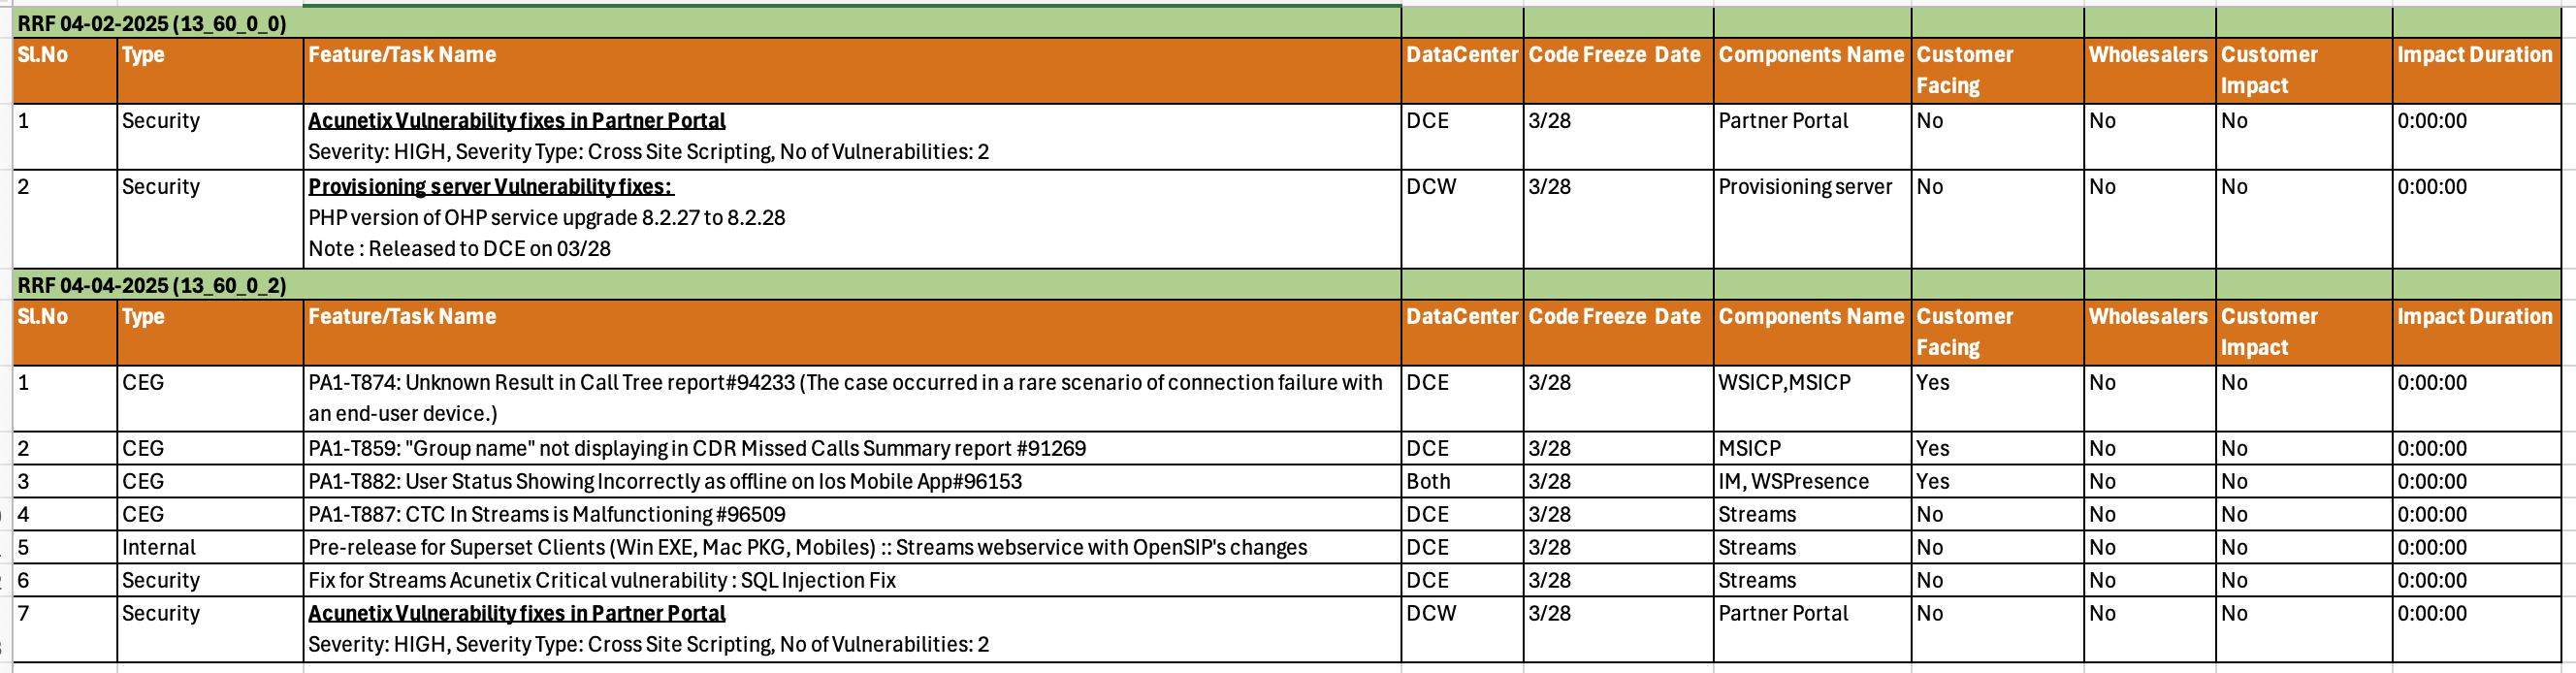 RRF 04-02-2025 (13_60_0_0)
Sl.No Type Feature/Task Name DataCenter Code Freeze Date Components Name Customer Facing Wholesalers Customer Impact Impact Duration
1 Security Acunetix Vulnerability fixes in Partner Portal DCE 3/28 Partner Portal No No No 0:00:00
Severity: HIGH, Severity Type: Cross Site Scripting, No of Vulnerabilities: 2
2 Security Provisioning server Vulnerability fixes: DCW 3/28 Provisioning server No No No 0:00:00
PHP version of OHP service upgrade 8.2.27 to 8.2.28
Note : Released to DCE on 03/28
RRF 04-04-2025 (13_60_0_2)
Sl.No Type Feature/Task Name DataCenter Code Freeze Date Components Name Customer Facing Wholesalers Customer Impact Impact Duration
1 CEG PA1-T874: Unknown Result in Call Tree report#94233 (The case occurred in a rare scenario of connection failure with DCE 3/28 WSICP,MSICP Yes No No 0:00:00
an end-user device.)
2 CEG PA1-T859: "Group name" not displaying in CDR Missed Calls Summary report #91269 DCE 3/28 MSICP Yes No No 0:00:00
3 CEG PA1-T882: User Status Showing Incorrectly as offline on Ios Mobile App#96153 Both 3/28 IM, WSPresence Yes No No 0:00:00
4 CEG PA1-T887: CTC In Streams is Malfunctioning #96509 DCE 3/28 Streams No No No 0:00:00
5 Internal Pre-release for Superset Clients (Win EXE, Mac PKG, Mobiles) :: Streams webservice with OpenSIP's changes DCE 3/28 Streams No No No 0:00:00
6 Security Fix for Streams Acunetix Critical vulnerability : SQL Injection Fix DCE 3/28 Streams No No No 0:00:00
7 Security Acunetix Vulnerability fixes in Partner Portal DCW 3/28 Partner Portal No No No 0:00:00
Severity: HIGH, Severity Type: Cross Site Scripting, No of Vulnerabilities: 2